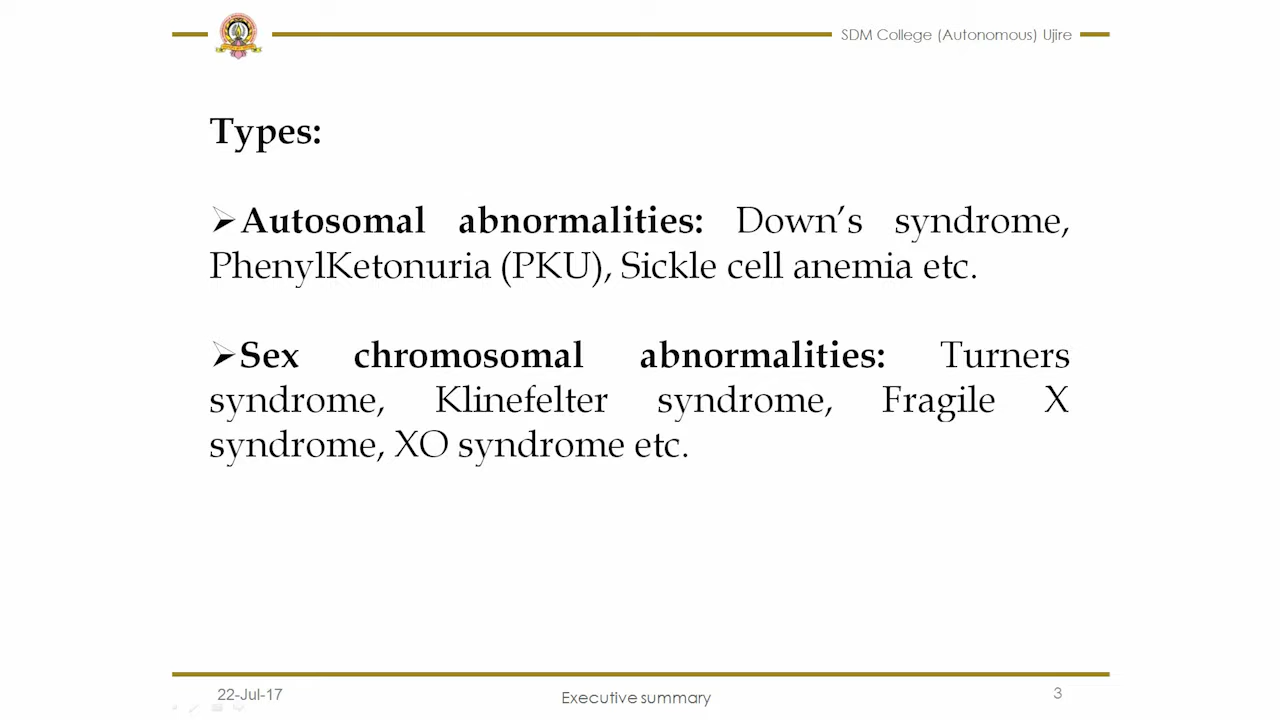 SDM College (Autonomous) Ujire
Types:
➢Autosomal abnormalities: Down’s syndrome,
PhenylKetonuria (PKU), Sickle cell anemia etc.
➢Sex chromosomal abnormalities: Turners
syndrome, Klinefelter syndrome, Fragile X
syndrome, XO syndrome etc.
22-Jul-17
Executive summary
3